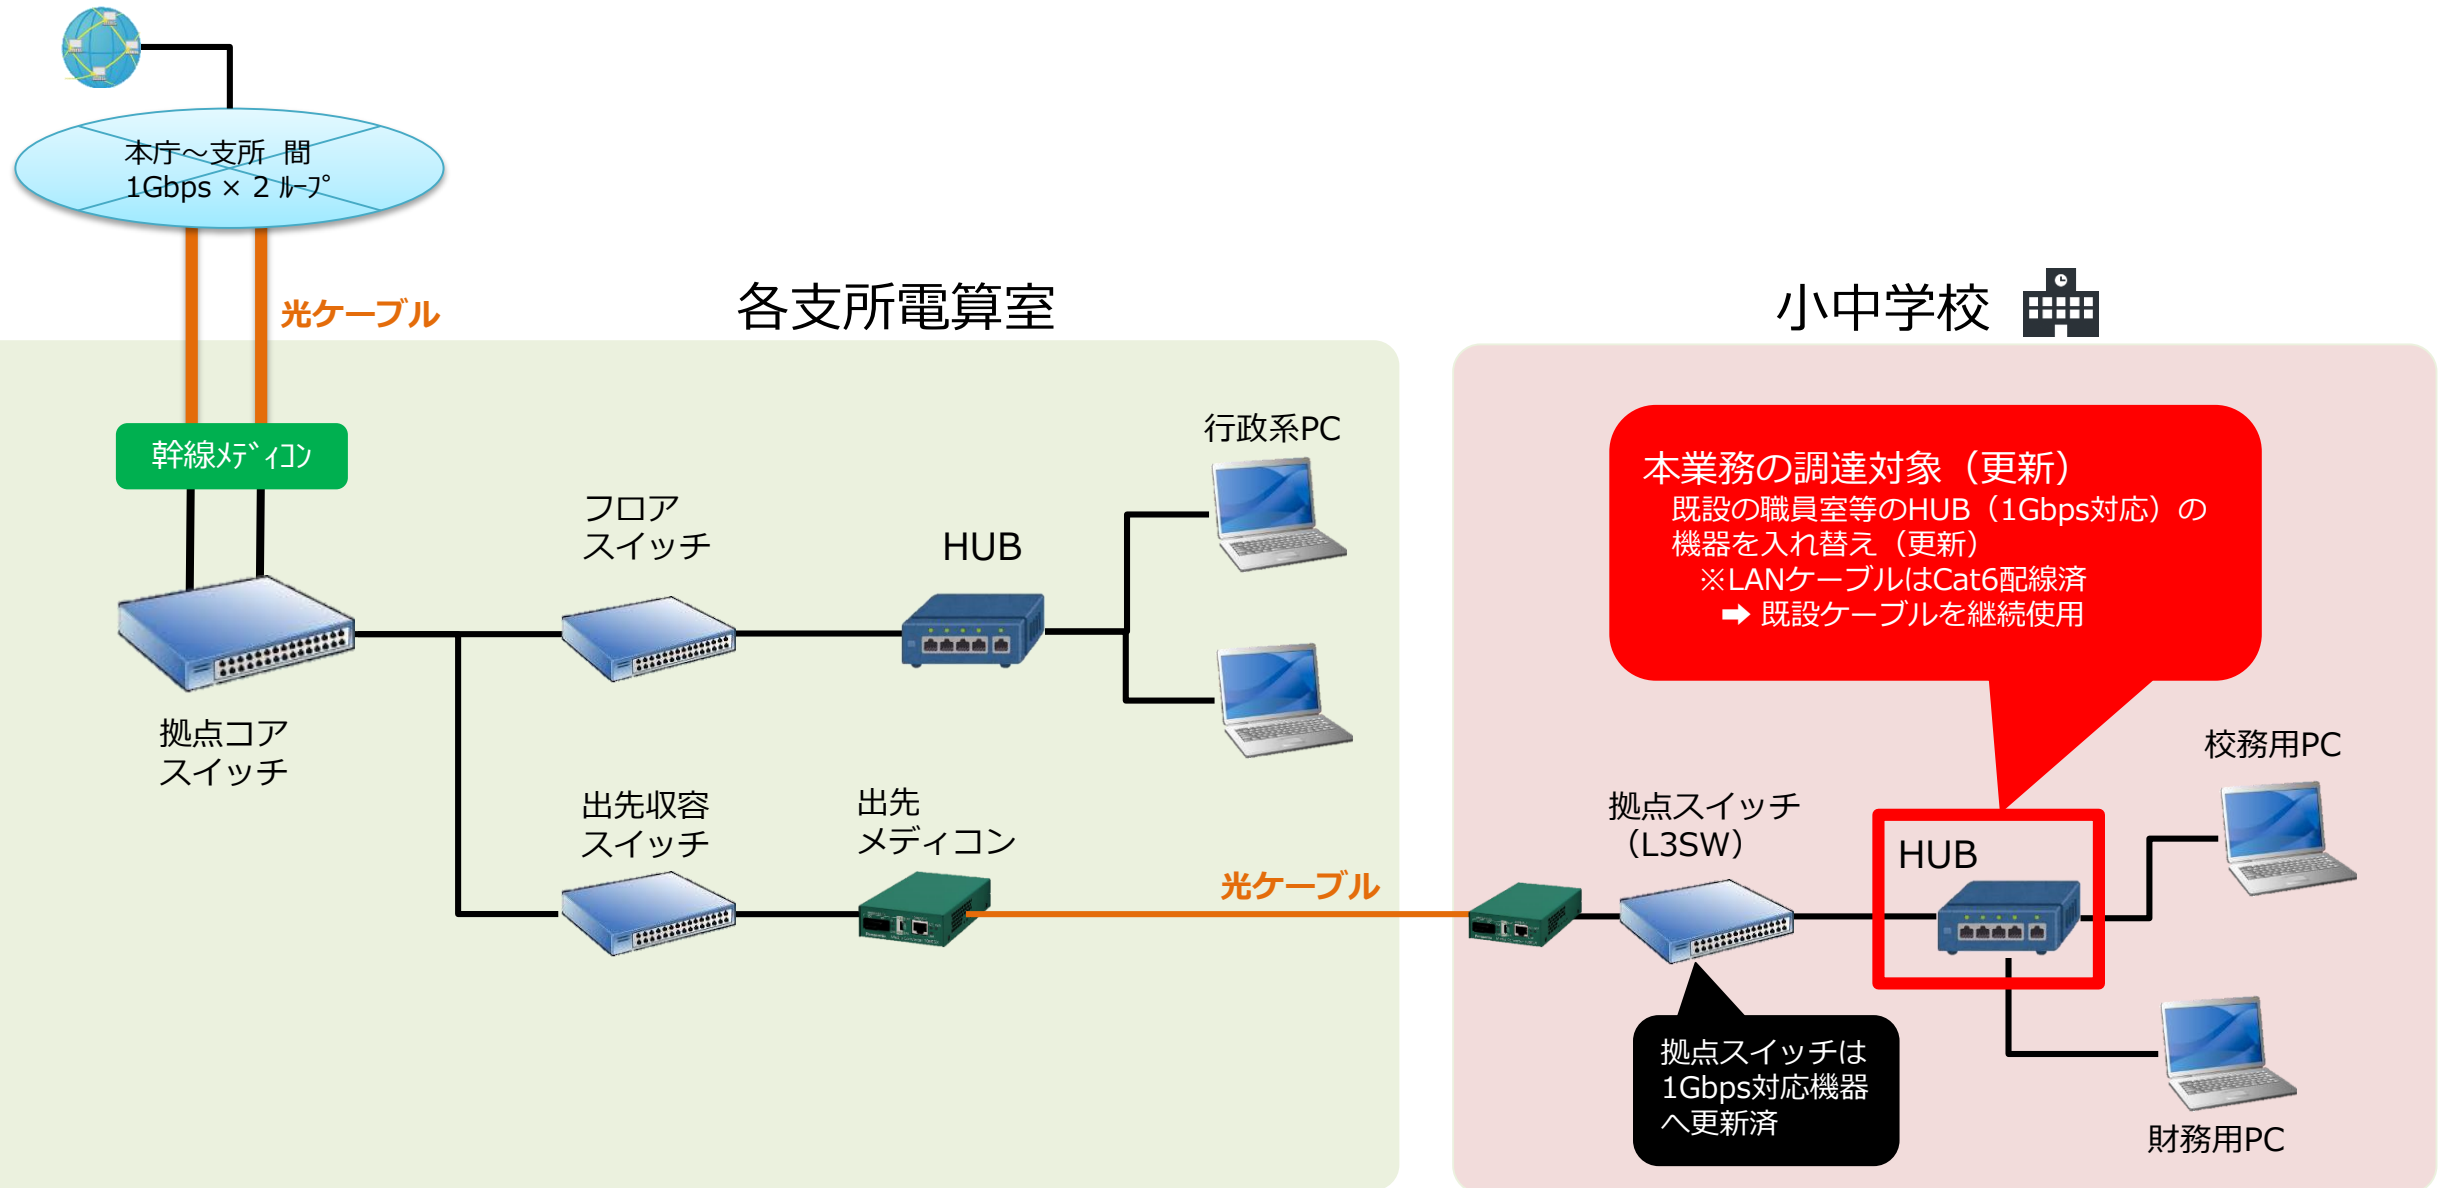 本庁～支所 間
1Gbps × 2 ﾙｰﾌﾟ
光ケーブル
各支所電算室
小中学校
幹線ﾒﾃﾞｨｺﾝ
行政系PC
本業務の調達対象（更新）
既設の職員室等のHUB（1Gbps対応）の
機器を入れ替え（更新）
※LANケーブルはCat6配線済
➡ 既設ケーブルを継続使用
フロア
スイッチ
HUB
拠点コア
スイッチ
校務用PC
出先収容
スイッチ
出先
メディコン
光ケーブル
拠点スイッチ
（L3SW）
HUB
拠点スイッチは
1Gbps対応機器
へ更新済
財務用PC